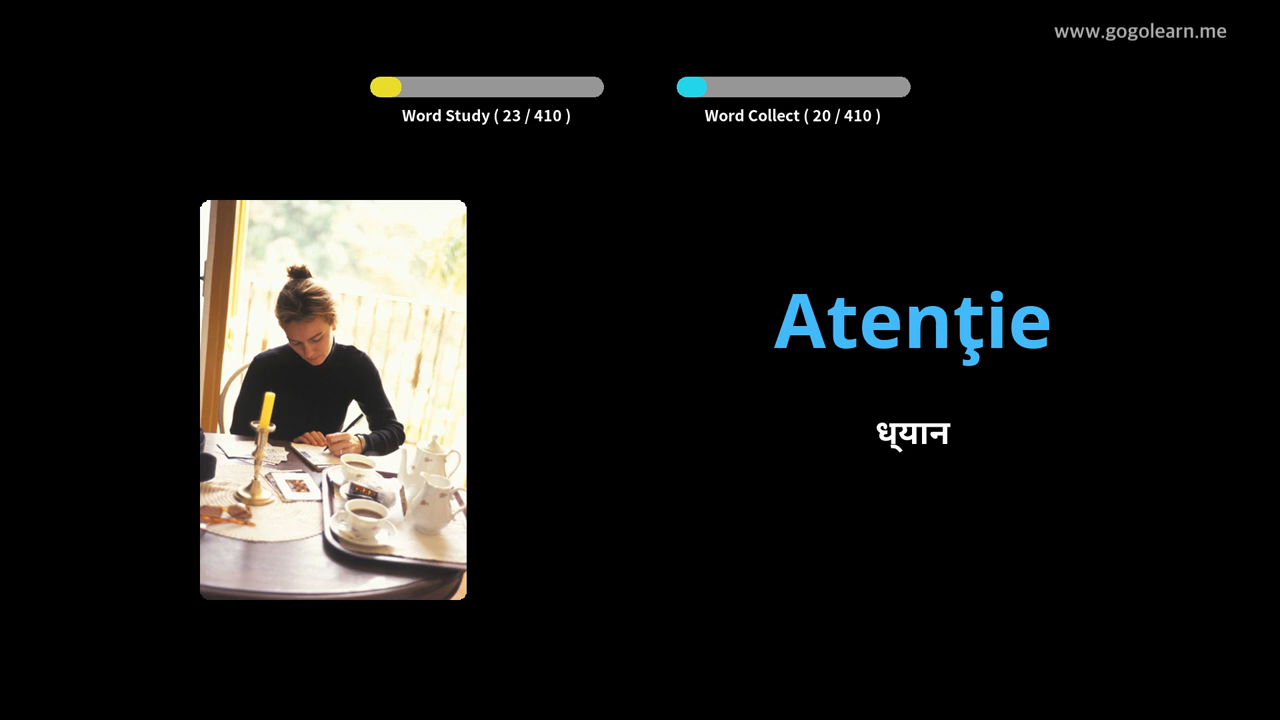 www.gogolearn.me
Word Study ( 23 / 410 )
Word Collect ( 20 / 410 )
Atenţie
ध्यान